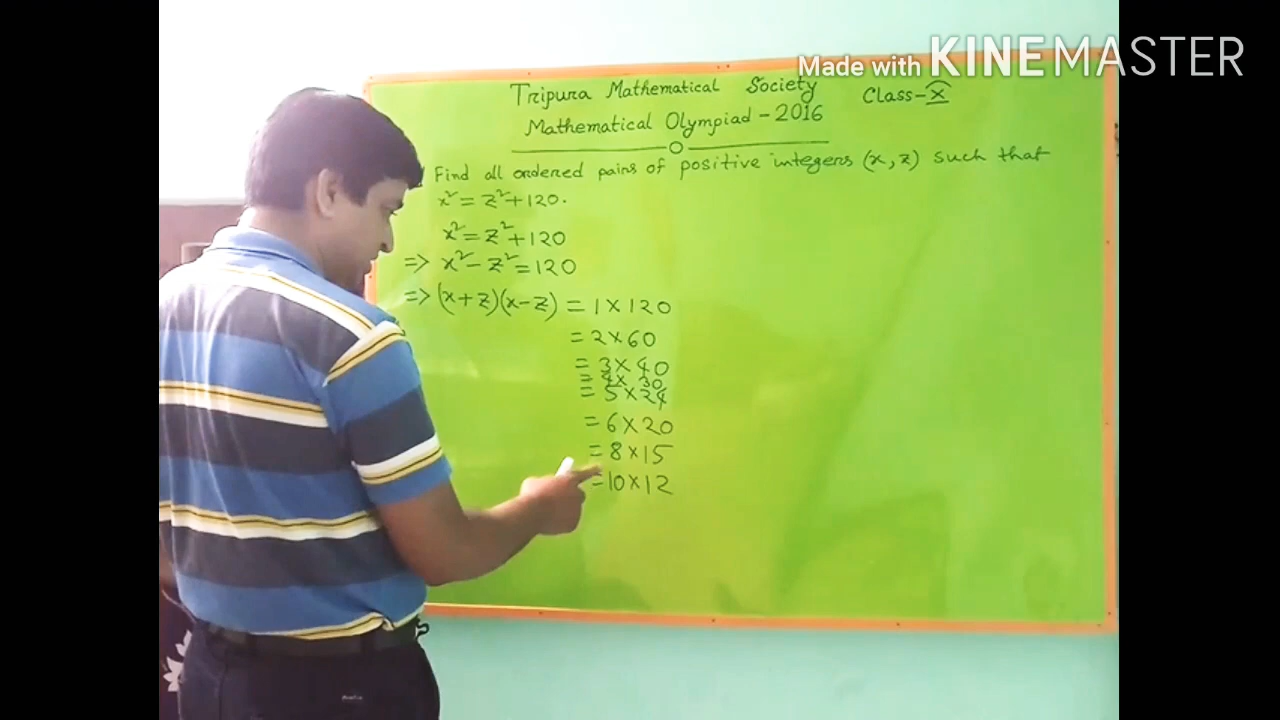 Made with KINEMASTER
Tripura Mathematical Society Class-X
Mathematical Olympiad - 2016
Find all ordered pairs of positive integers (x, z) such that
x² = z² + 120.
x² = z² + 120
=> x² - z² = 120
=> (x + z)(x - z) = 1 × 120
= 2 × 60
= 3 × 40
= 4 × 30
= 5 × 24
= 6 × 20
= 8 × 15
= 10 × 12